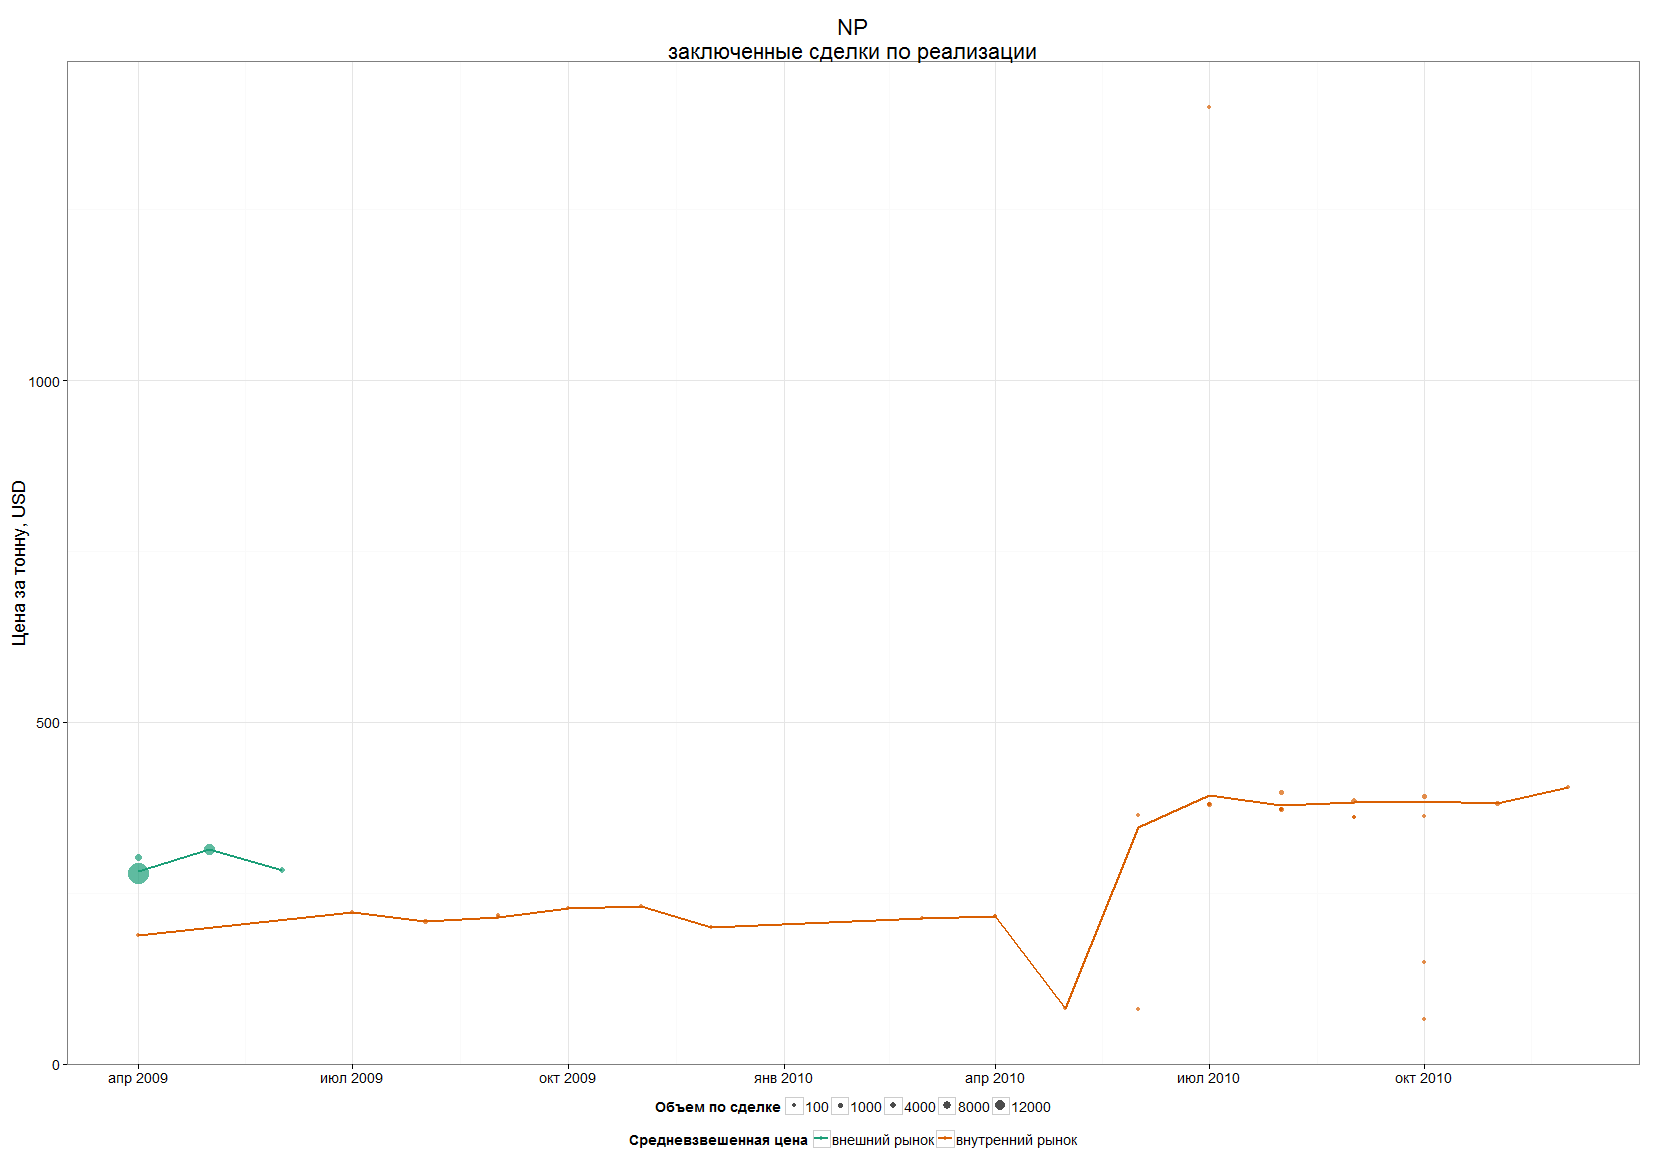 NP
заключенные сделки по реализации
Цена за тонну, USD
1000
500
0
апр 2009 июл 2009 окт 2009 янв 2010 апр 2010 июл 2010 окт 2010
Объем по сделке 100 1000 4000 8000 12000
Средневзвешенная цена внешний рынок внутренний рынок